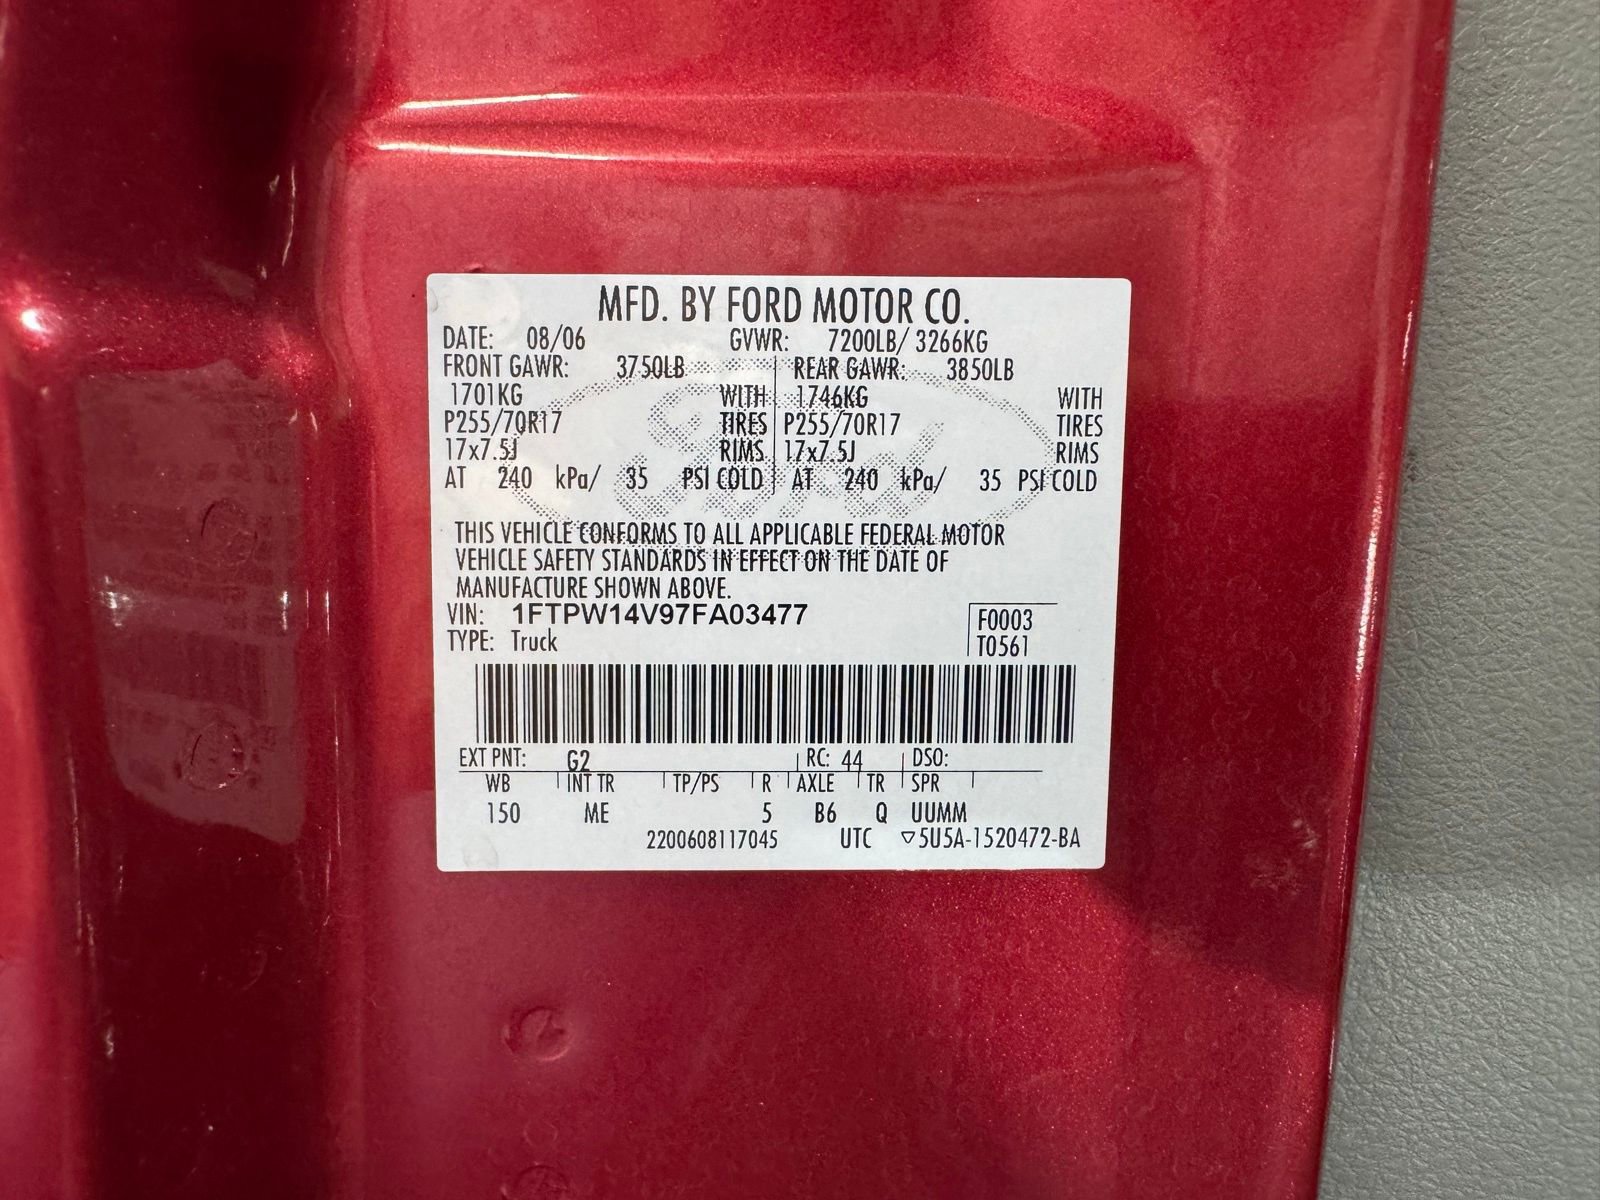 MFD. BY FORD MOTOR CO.
DATE: 08/06 GVWR: 7200LB/ 3266KG
FRONT GAWR: 3750LB REAR GAWR: 3850LB
1701KG WITH 1746KG WITH
P255/70R17 TIRES P255/70R17 TIRES
17x7.5J RIMS 17x7.5J RIMS
AT 240 kPa/ 35 PSI COLD AT 240 kPa/ 35 PSI COLD
Ford
THIS VEHICLE CONFORMS TO ALL APPLICABLE FEDERAL MOTOR
VEHICLE SAFETY STANDARDS IN EFFECT ON THE DATE OF
MANUFACTURE SHOWN ABOVE.
VIN: 1FTPW14V97FA03477 F0003
TYPE: Truck T0561
EXT PNT: G2 RC: 44 DSO:
WB INT TR TP/PS R AXLE TR SPR
150 ME 5 B6 Q UUMM
2200608117045 UTC ▽5U5A-1520472-BA